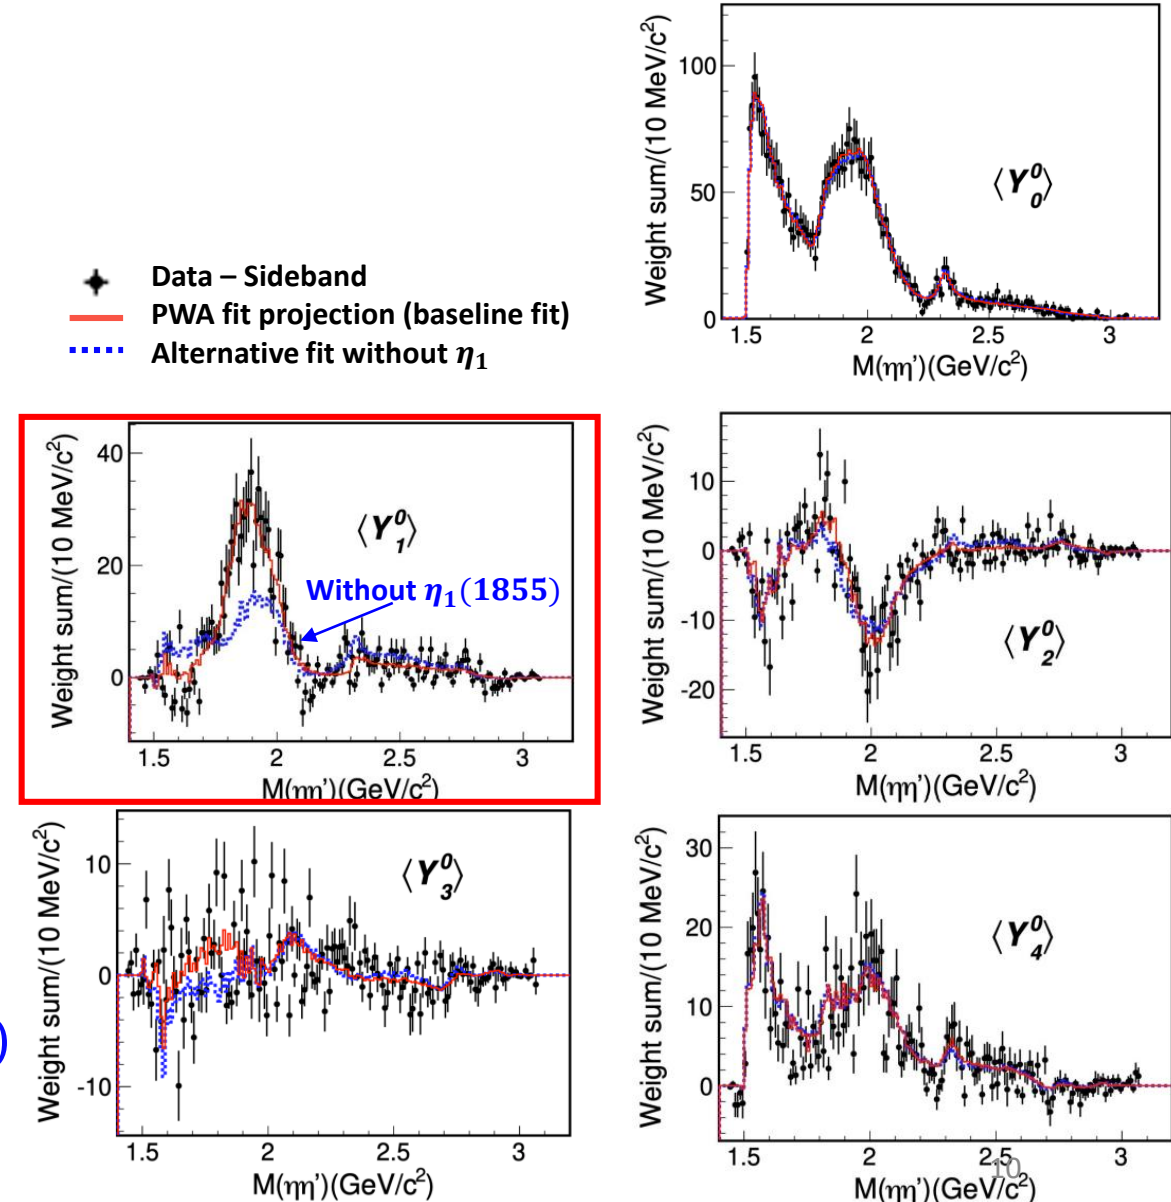 Weight sum/(10 MeV/c²)
100
50
0
⟨Y₀⁰⟩
1.5 2 2.5 3
M(ηη')(GeV/c²)
Data – Sideband
PWA fit projection (baseline fit)
Alternative fit without η₁
Weight sum/(10 MeV/c²)
40
20
0
⟨Y₁⁰⟩
Without η₁(1855)
1.5 2 2.5 3
M(ηη')(GeV/c²)
Weight sum/(10 MeV/c²)
10
0
-10
-20
⟨Y₂⁰⟩
1.5 2 2.5 3
M(ηη')(GeV/c²)
)
Weight sum/(10 MeV/c²)
10
0
-10
⟨Y₃⁰⟩
1.5 2 2.5 3
M(ηη')(GeV/c²)
Weight sum/(10 MeV/c²)
30
20
10
0
⟨Y₄⁰⟩
1.5 2 2.5 3
M(ηη')(GeV/c²)
10